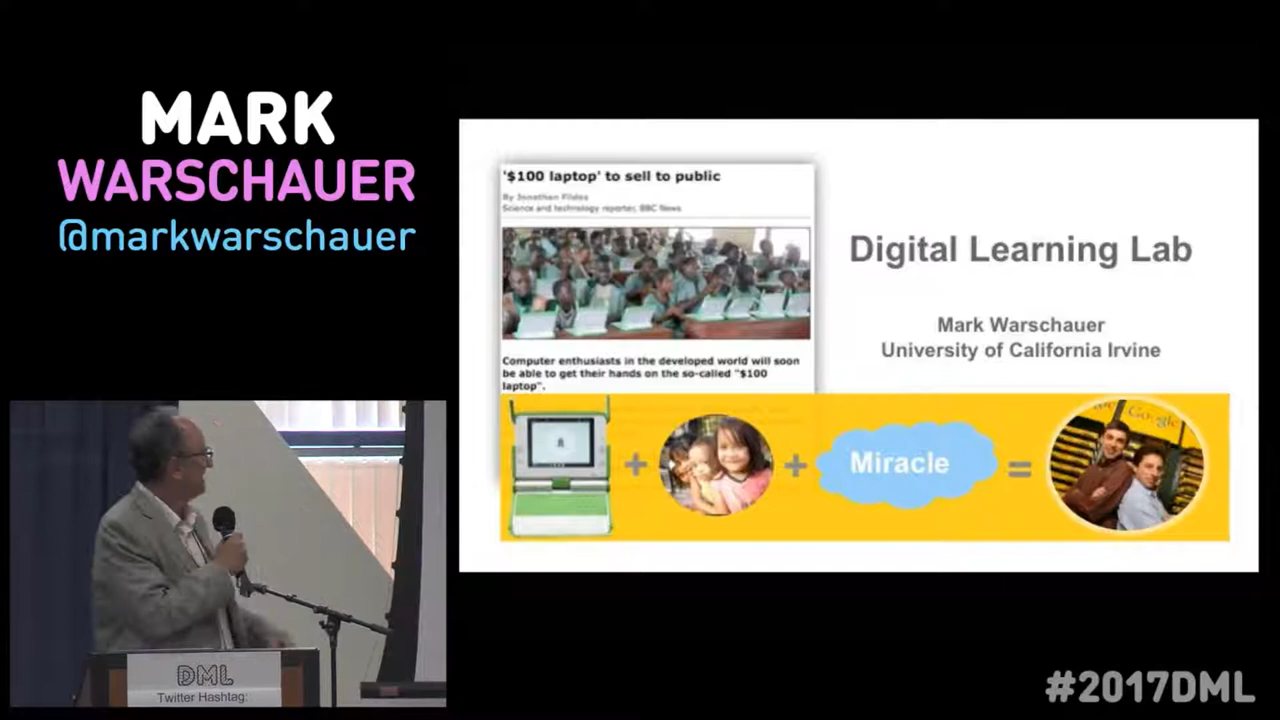 MARK
WARSCHAUER
@markwarschauer
'$100 laptop' to sell to public
By Jonathan Fildes
Science and technology reporter, BBC News
Computer enthusiasts in the developed world will soon
be able to get their hands on the so-called "$100
laptop".
Digital Learning Lab
Mark Warschauer
University of California Irvine
+
+
Miracle
=
Google
DML
Twitter Hashtag:
#2017DML